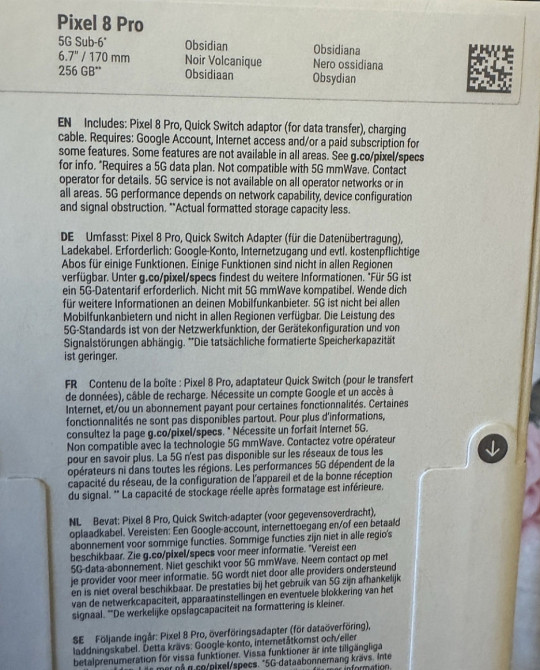 Pixel 8 Pro
5G Sub-6*
6.7" / 170 mm
256 GB**
Obsidian
Noir Volcanique
Obsidiaan
Obsidiana
Nero ossidiana
Obsydian
EN Includes: Pixel 8 Pro, Quick Switch adaptor (for data transfer), charging
cable. Requires: Google Account, Internet access and/or a paid subscription for
some features. Some features are not available in all areas. See g.co/pixel/specs
for info. *Requires a 5G data plan. Not compatible with 5G mmWave. Contact
operator for details. 5G service is not available on all operator networks or in
all areas. 5G performance depends on network capability, device configuration
and signal obstruction. **Actual formatted storage capacity less.
DE Umfasst: Pixel 8 Pro, Quick Switch Adapter (für die Datenübertragung),
Ladekabel. Erforderlich: Google-Konto, Internetzugang und evtl. kostenpflichtige
Abos für einige Funktionen. Einige Funktionen sind nicht in allen Regionen
verfügbar. Unter g.co/pixel/specs findest du weitere Informationen. *Für 5G ist
ein 5G-Datentarif erforderlich. Nicht mit 5G mmWave kompatibel. Wende dich
für weitere Informationen an deinen Mobilfunkanbieter. 5G ist nicht bei allen
Mobilfunkanbietern und nicht in allen Regionen verfügbar. Die Leistung des
5G-Standards ist von der Netzwerkfunktion, der Gerätekonfiguration und von
Signalstörungen abhängig. **Die tatsächliche formatierte Speicherkapazität
ist geringer.
FR Contenu de la boîte : Pixel 8 Pro, adaptateur Quick Switch (pour le transfert
de données), câble de recharge. Nécessite un compte Google et un accès à
Internet, et/ou un abonnement payant pour certaines fonctionnalités. Certaines
fonctionnalités ne sont pas disponibles partout. Pour plus d'informations,
consultez la page g.co/pixel/specs. * Nécessite un forfait Internet 5G.
Non compatible avec la technologie 5G mmWave. Contactez votre opérateur
pour en savoir plus. La 5G n'est pas disponible sur les réseaux de tous les
opérateurs ni dans toutes les régions. Les performances 5G dépendent de la
capacité du réseau, de la configuration de l'appareil et de la bonne réception
du signal. ** La capacité de stockage réelle après formatage est inférieure.
NL Bevat: Pixel 8 Pro, Quick Switch-adapter (voor gegevensoverdracht),
oplaadkabel. Vereisten: Een Google-account, internettoegang en/of een betaald
abonnement voor sommige functies. Sommige functies zijn niet in alle regio's
beschikbaar. Zie g.co/pixel/specs voor meer informatie. *Vereist een
5G-data-abonnement. Niet geschikt voor 5G mmWave. Neem contact op met
je provider voor meer informatie. 5G wordt niet door alle providers ondersteund
en is niet overal beschikbaar. De prestaties bij het gebruik van 5G zijn afhankelijk
van de netwerkcapaciteit, apparaatinstellingen en eventuele blokkering van het
signaal. **De werkelijke opslagcapaciteit na formattering is kleiner.
SE Följande ingår: Pixel 8 Pro, överföringsadapter (för dataöverföring),
laddningskabel. Detta krävs: Google-konto, internetåtkomst och/eller
betalprenumeration för vissa funktioner. Vissa funktioner är inte tillgängliga
på g.co/pixel/specs. *5G-dataabonnemang krävs. Inte